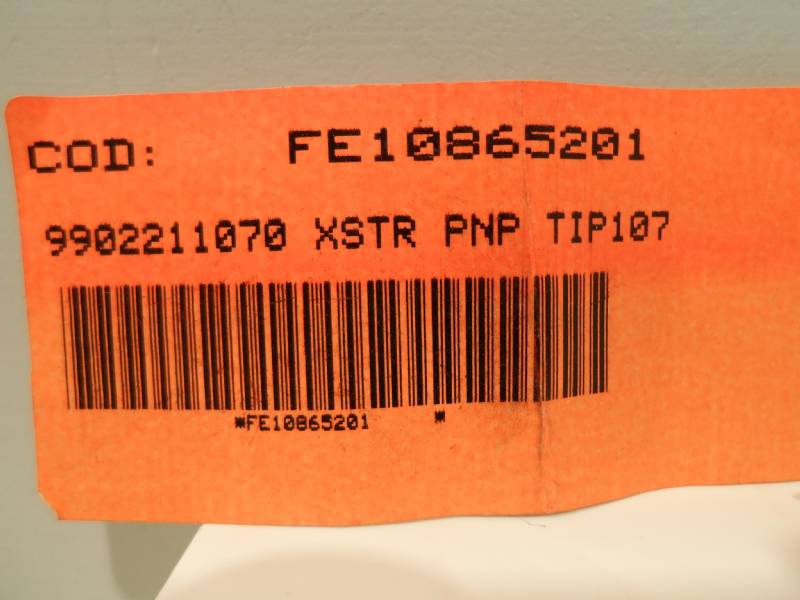 COD: FE10865201
9902211070 XSTR PNP TIP107
*FE10865201 *